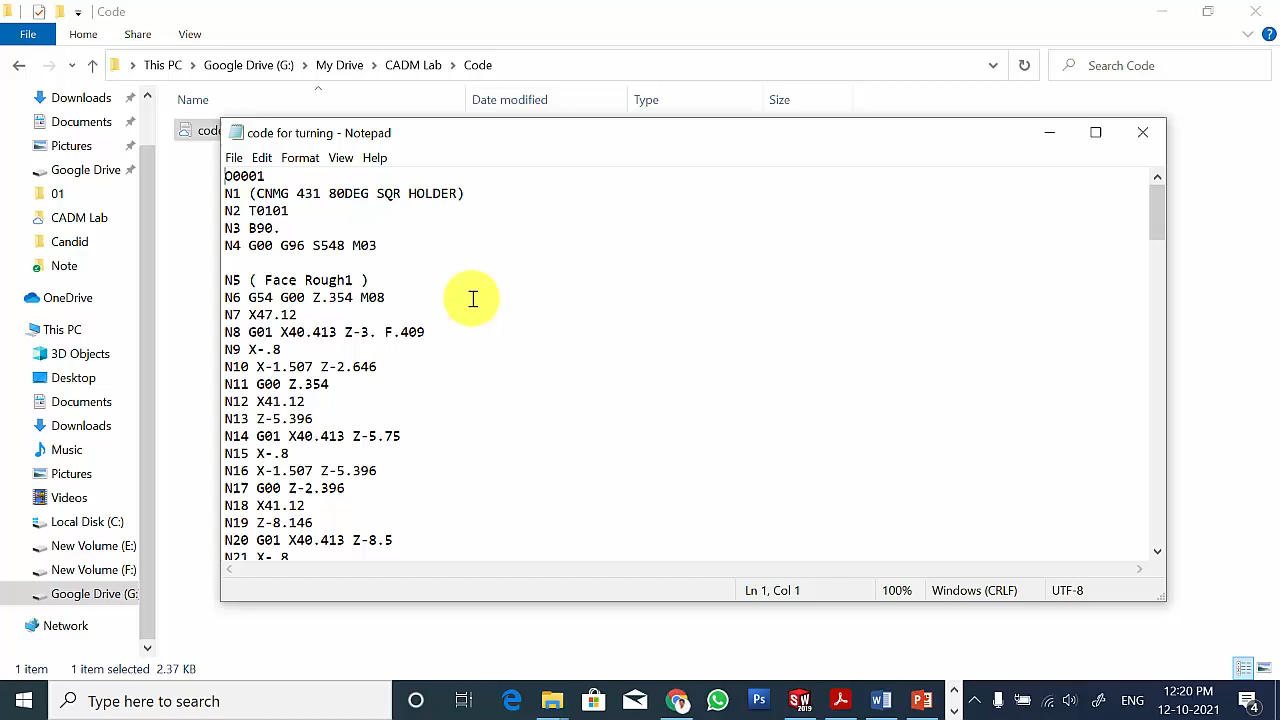 Code
File Home Share View
This PC Google Drive (G:) My Drive CADM Lab Code
Search Code
Name Date modified Type Size
Downloads
Documents
Pictures
Google Drive
01
CADM Lab
Candid
Note
OneDrive
This PC
3D Objects
Desktop
Documents
Downloads
Music
Pictures
Videos
Local Disk (C:)
New Volume (E:)
New Volume (F:)
Google Drive (G:
Network
1 item 1 item selected 2.37 KB
code for turning - Notepad
File Edit Format View Help
O0001
N1 (CNMG 431 80DEG SQR HOLDER)
N2 T0101
N3 B90.
N4 G00 G96 S548 M03
N5 ( Face Rough1 )
N6 G54 G00 Z.354 M08
N7 X47.12
N8 G01 X40.413 Z-3. F.409
N9 X-.8
N10 X-1.507 Z-2.646
N11 G00 Z.354
N12 X41.12
N13 Z-5.396
N14 G01 X40.413 Z-5.75
N15 X-.8
N16 X-1.507 Z-5.396
N17 G00 Z-2.396
N18 X41.12
N19 Z-8.146
N20 G01 X40.413 Z-8.5
N21 X-.8
Ln 1, Col 1 100% Windows (CRLF) UTF-8
Type here to search
Ps
SW
2019
ENG
12:20 PM
12-10-2021
4